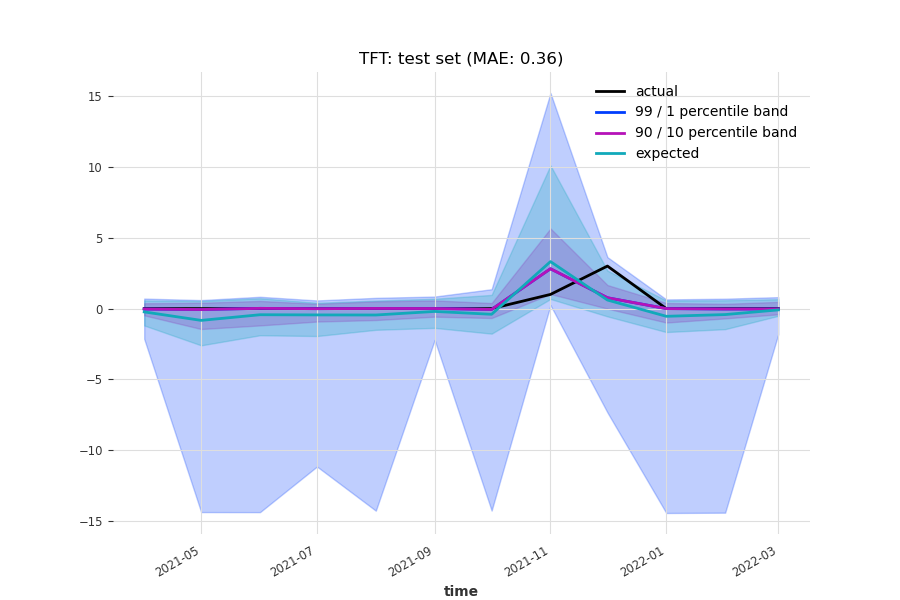 TFT: test set (MAE: 0.36)
actual
99 / 1 percentile band
90 / 10 percentile band
expected
15
10
5
0
−5
−10
−15
2021-05
2021-07
2021-09
2021-11
2022-01
2022-03
time